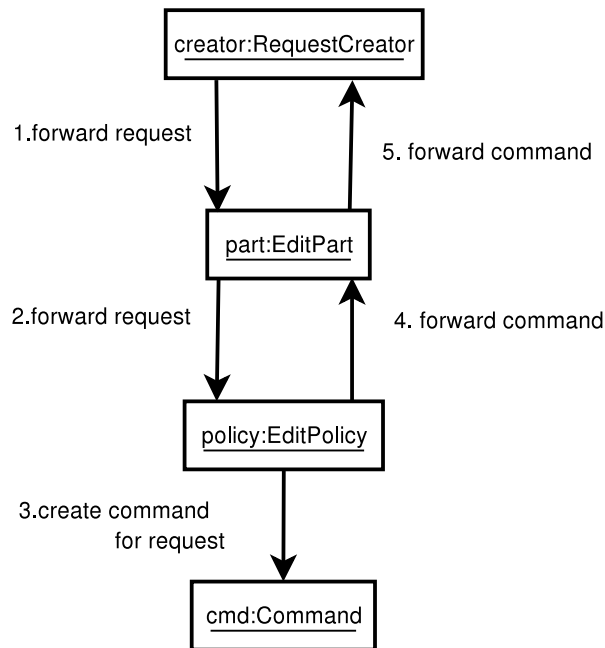 creator:RequestCreator
1.forward request
5. forward command
part:EditPart
2.forward request
4. forward command
policy:EditPolicy
3.create command
for request
cmd:Command